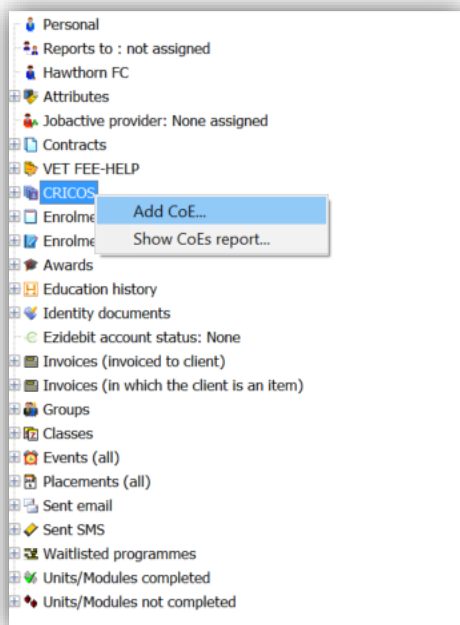 Personal
Reports to : not assigned
Hawthorn FC
Attributes
Jobactive provider: None assigned
Contracts
VET FEE-HELP
CRICOS
Add CoE...
Enrolme
Show CoEs report...
Enrolme
Awards
Education history
Identity documents
Ezidebit account status: None
Invoices (invoiced to client)
Invoices (in which the client is an item)
Groups
Classes
Events (all)
Placements (all)
Sent email
Sent SMS
Waitlisted programmes
Units/Modules completed
Units/Modules not completed